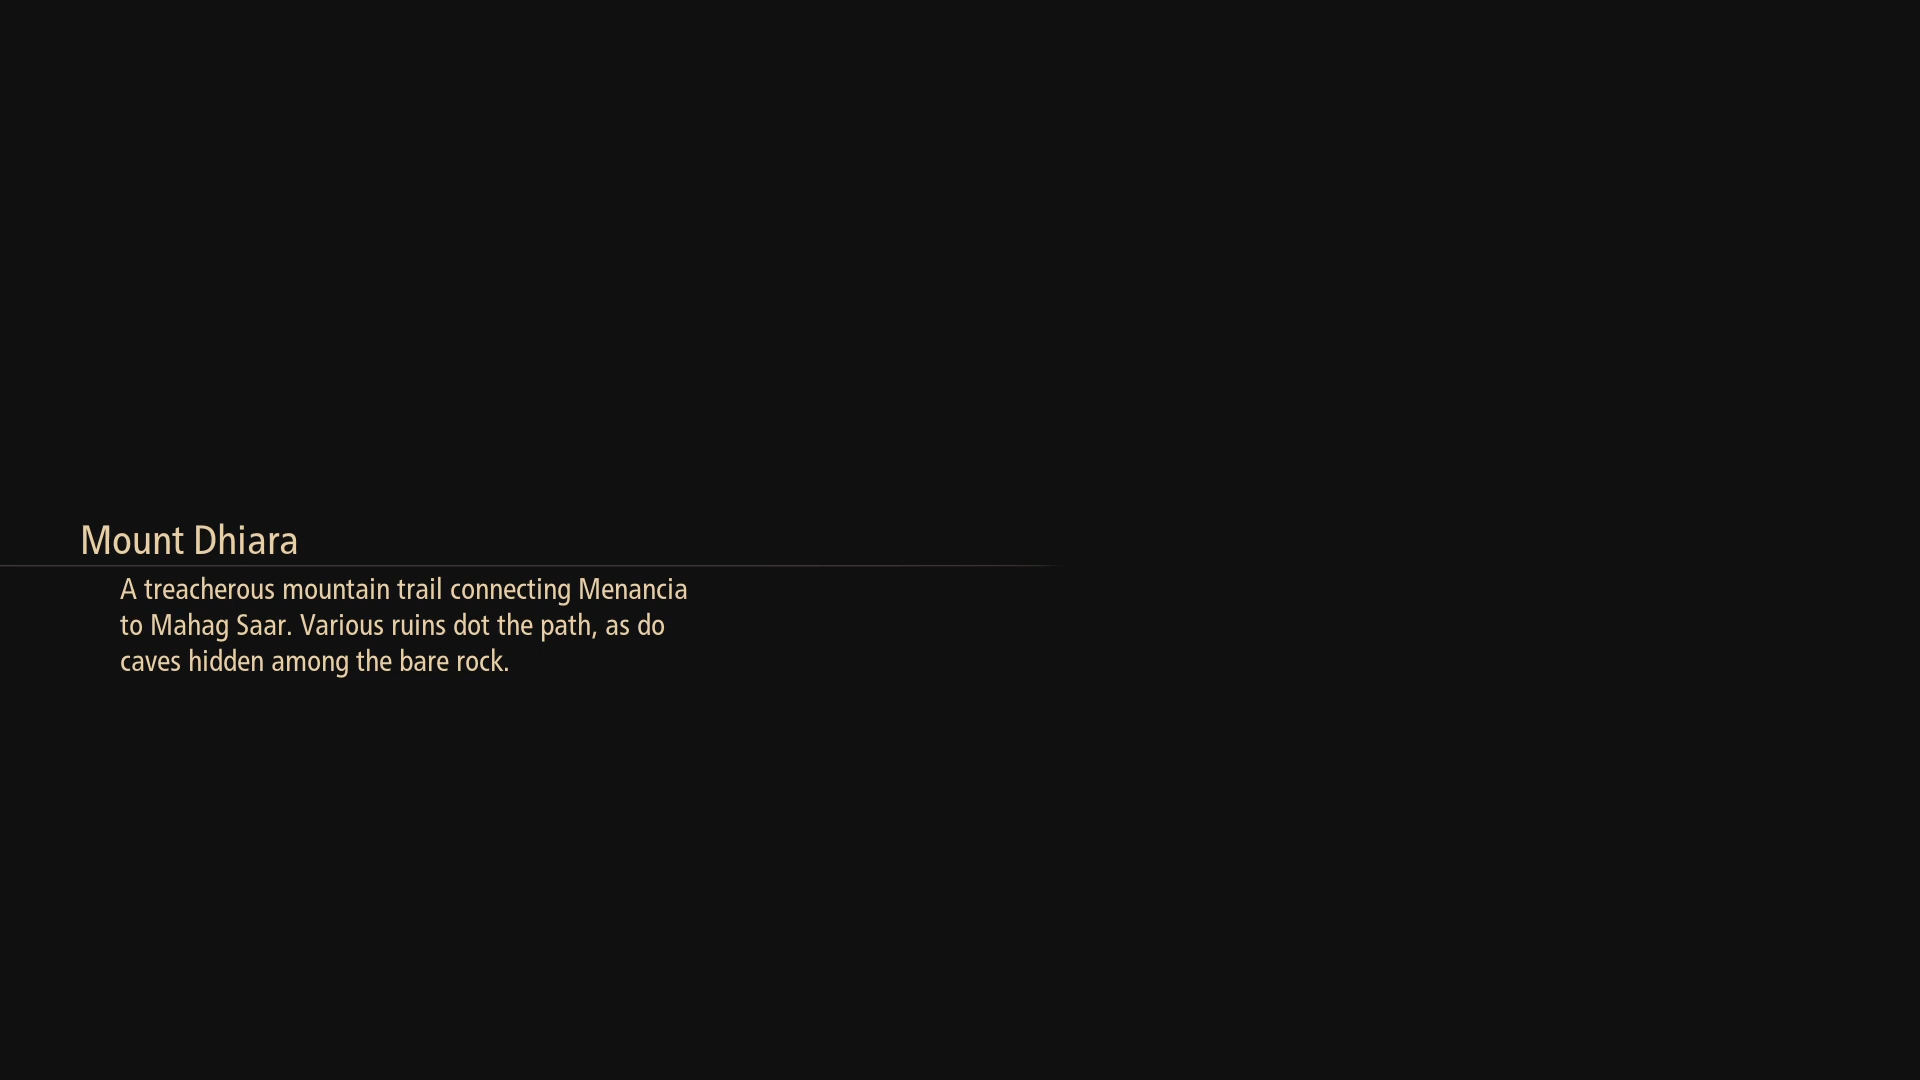 Mount Dhiara
A treacherous mountain trail connecting Menancia
to Mahag Saar. Various ruins dot the path, as do
caves hidden among the bare rock.